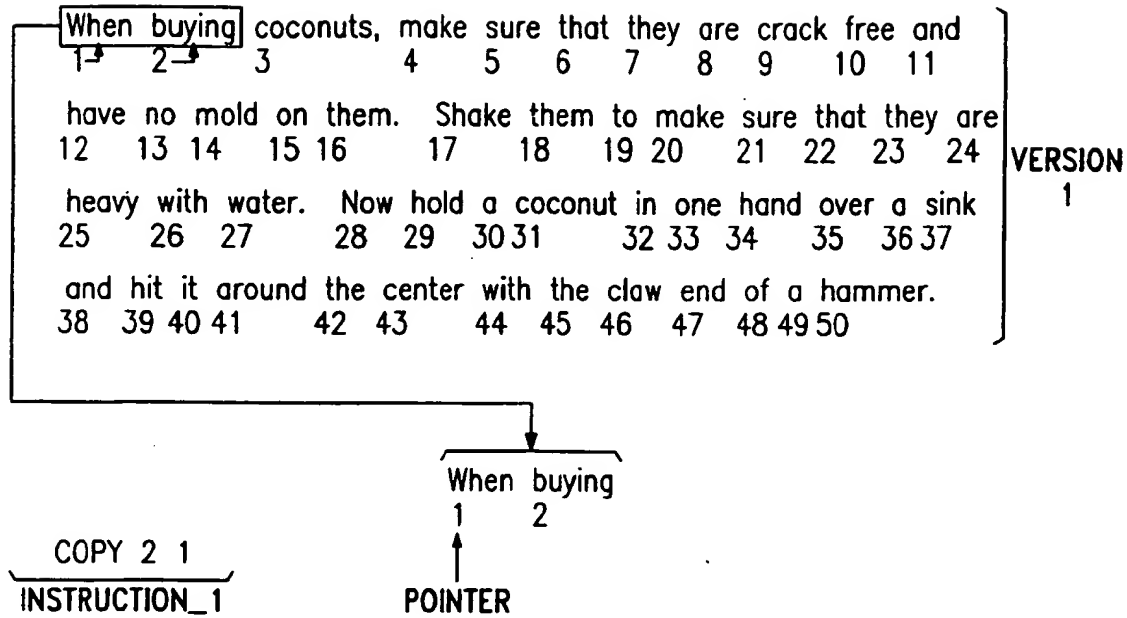 When buying coconuts, make sure that they are crack free and
1 2 3 4 5 6 7 8 9 10 11
have no mold on them. Shake them to make sure that they are
12 13 14 15 16 17 18 19 20 21 22 23 24
VERSION
1
heavy with water. Now hold a coconut in one hand over a sink
25 26 27 28 29 30 31 32 33 34 35 36 37
and hit it around the center with the claw end of a hammer.
38 39 40 41 42 43 44 45 46 47 48 49 50
When buying
1 2
COPY 2 1
INSTRUCTION_1
POINTER